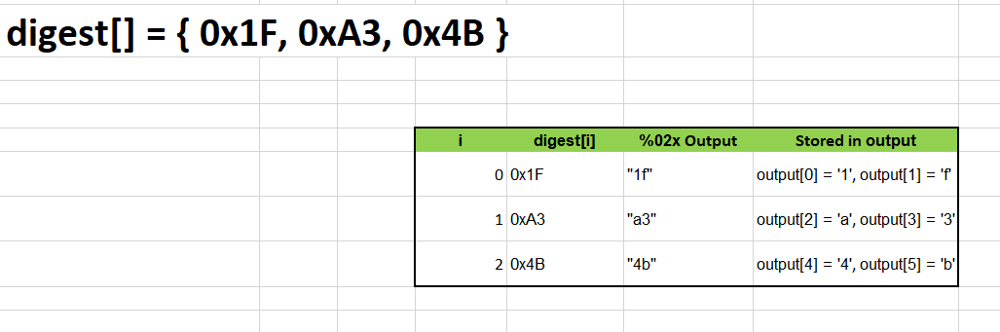 digest[] = { 0x1F, 0xA3, 0x4B }
i digest[i] %02x Output Stored in output
0 0x1F "1f" output[0] = '1', output[1] = 'f'
1 0xA3 "a3" output[2] = 'a', output[3] = '3'
2 0x4B "4b" output[4] = '4', output[5] = 'b'